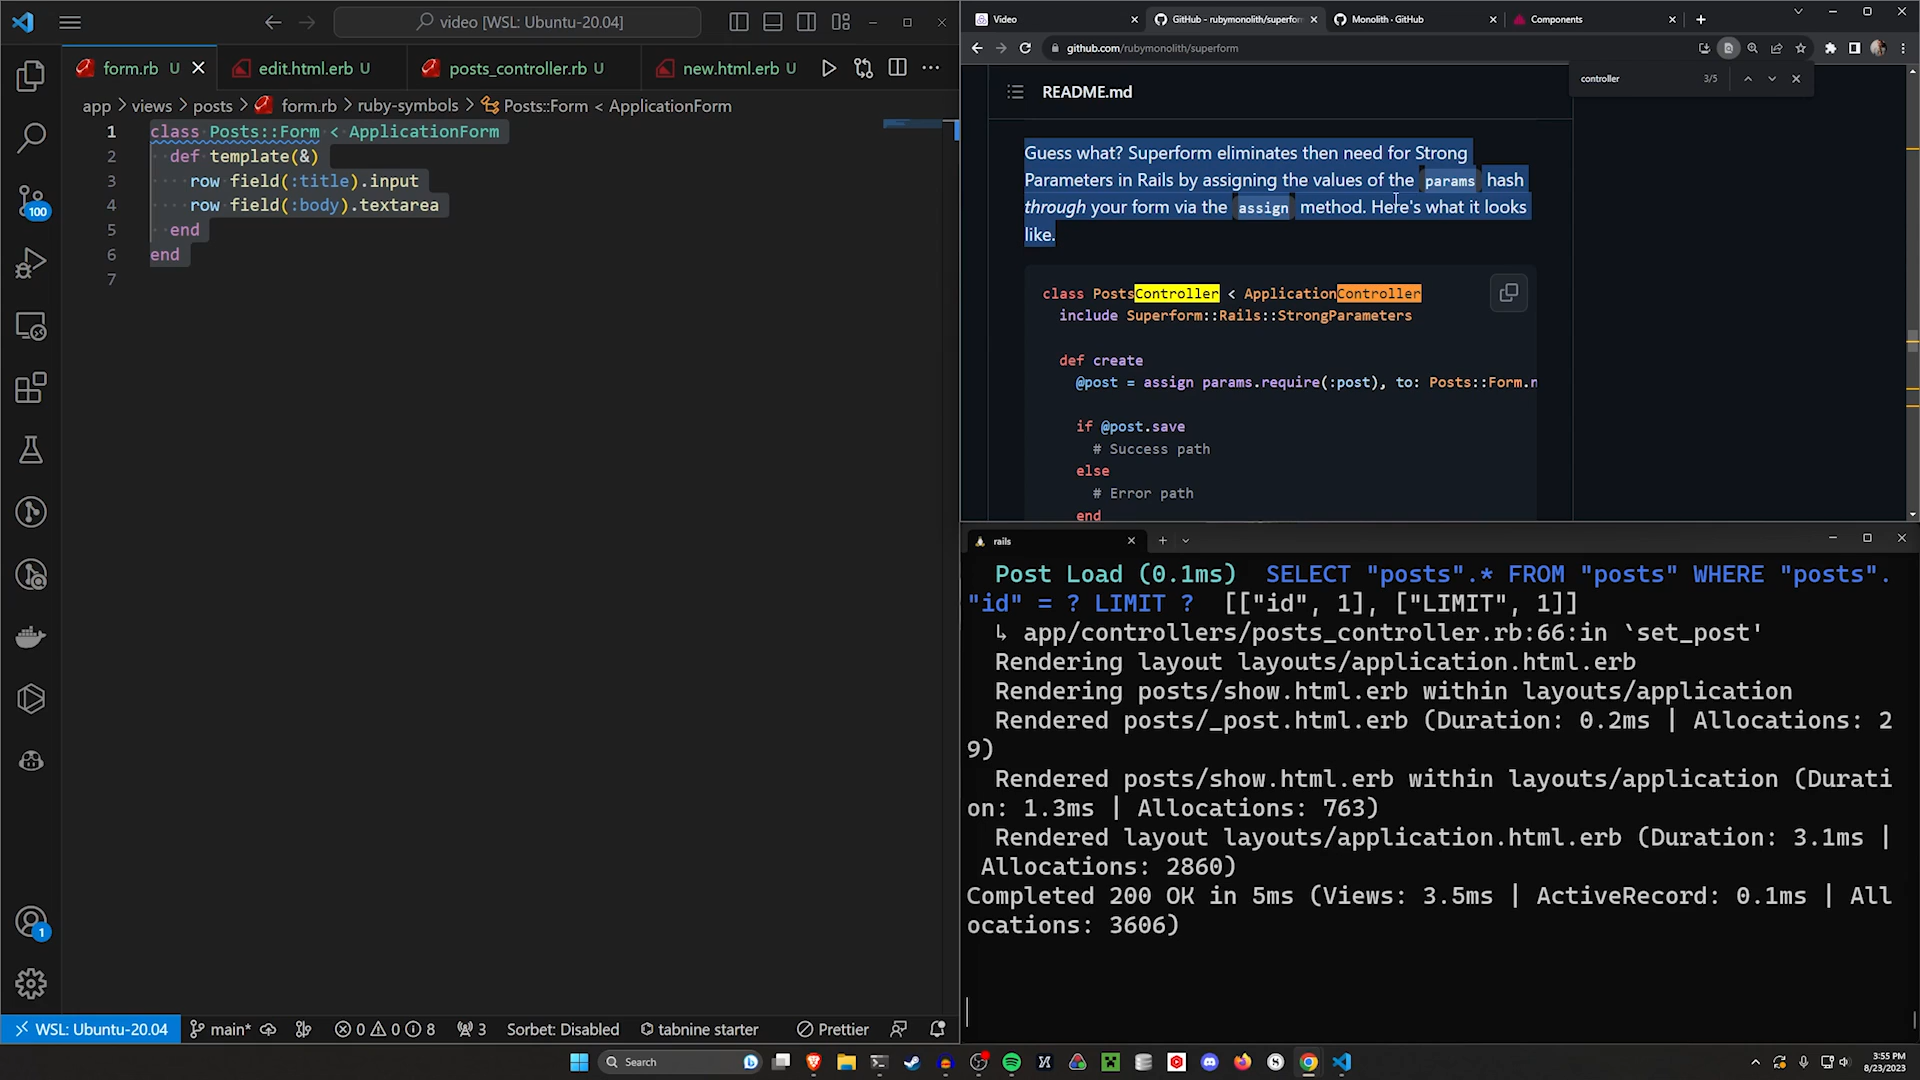 video [WSL: Ubuntu-20.04]
form.rb U
edit.html.erb U
posts_controller.rb U
new.html.erb U
app > views > posts > form.rb > ruby-symbols > Posts::Form < ApplicationForm
1 class Posts::Form < ApplicationForm
2 def template(&)
3 row field(:title).input
4 row field(:body).textarea
5 end
6 end
7
100
1
WSL: Ubuntu-20.04
main*
0 0 8
3
Sorbet: Disabled
tabnine starter
Prettier
Video
GitHub - rubymonolith/superfor
Monolith · GitHub
Components
github.com/rubymonolith/superform
controller 3/5
README.md
Guess what? Superform eliminates then need for Strong
Parameters in Rails by assigning the values of the params hash
through your form via the assign method. Here's what it looks
like.
class PostsController < ApplicationController
include Superform::Rails::StrongParameters
def create
@post = assign params.require(:post), to: Posts::Form.n
if @post.save
# Success path
else
# Error path
end
rails
Post Load (0.1ms) SELECT "posts".* FROM "posts" WHERE "posts".
"id" = ? LIMIT ? [["id", 1], ["LIMIT", 1]]
↳ app/controllers/posts_controller.rb:66:in `set_post'
Rendering layout layouts/application.html.erb
Rendering posts/show.html.erb within layouts/application
Rendered posts/_post.html.erb (Duration: 0.2ms | Allocations: 2
9)
Rendered posts/show.html.erb within layouts/application (Durati
on: 1.3ms | Allocations: 763)
Rendered layout layouts/application.html.erb (Duration: 3.1ms |
Allocations: 2860)
Completed 200 OK in 5ms (Views: 3.5ms | ActiveRecord: 0.1ms | All
ocations: 3606)
Search
3:55 PM
8/23/2023